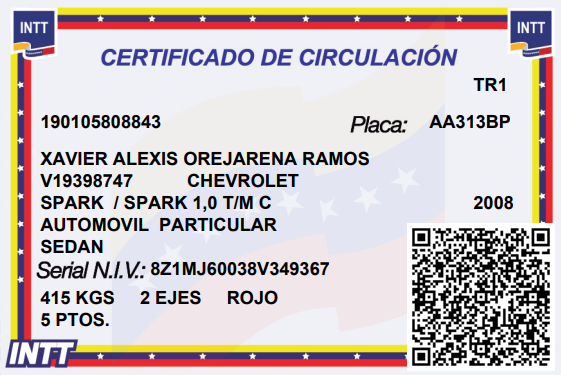 INTT
INTT
CERTIFICADO DE CIRCULACIÓN
TR1
190105808843 Placa: AA313BP
XAVIER ALEXIS OREJARENA RAMOS
V19398747 CHEVROLET
SPARK / SPARK 1,0 T/M C 2008
AUTOMOVIL PARTICULAR
SEDAN
Serial N.I.V.: 8Z1MJ60038V349367
415 KGS 2 EJES ROJO
5 PTOS.
INTT